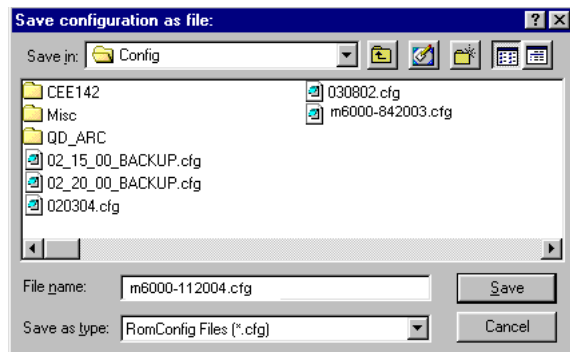 Save configuration as file:
Save in: Config
CEE142
Misc
QD_ARC
02_15_00_BACKUP.cfg
02_20_00_BACKUP.cfg
020304.cfg
030802.cfg
m6000-842003.cfg
File name: m6000-112004.cfg
Save
Save as type: RomConfig Files (*.cfg)
Cancel